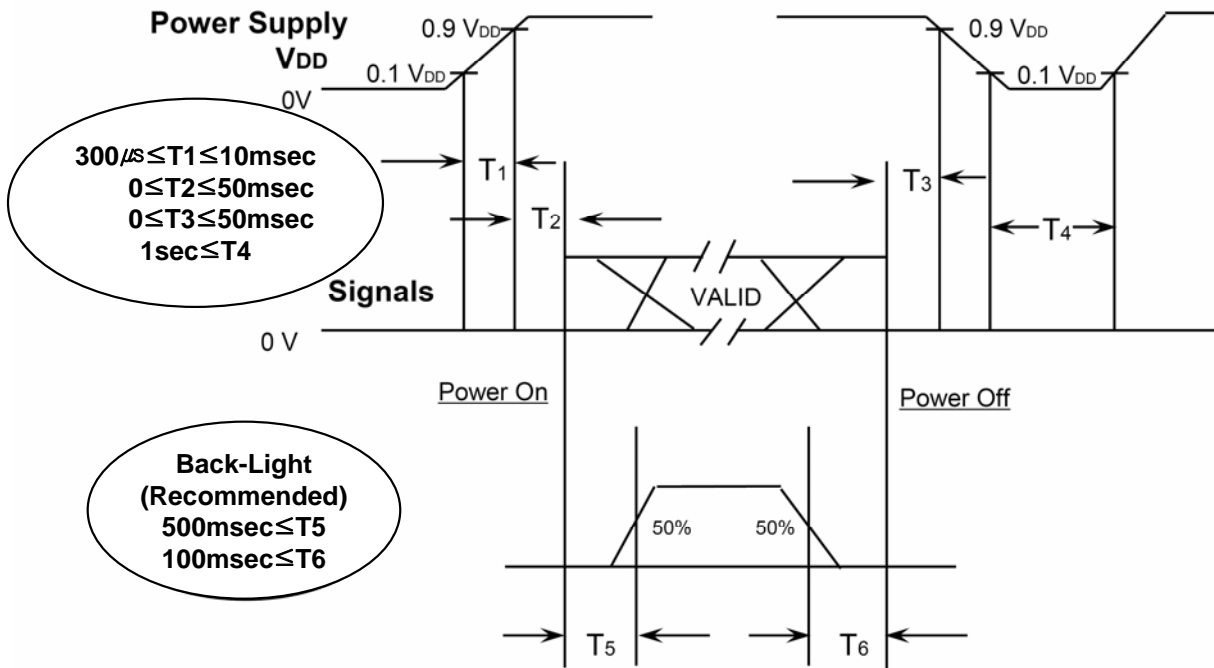 Power Supply
VDD
0.9 VDD
0.1 VDD
0V
0.9 VDD
0.1 VDD
300㎲≤T1≤10msec
0≤T2≤50msec
0≤T3≤50msec
1sec≤T4
T1
T2
T3
T4
Signals
VALID
0 V
Power On
Power Off
Back-Light
(Recommended)
500msec≤T5
100msec≤T6
50%
50%
T5
T6